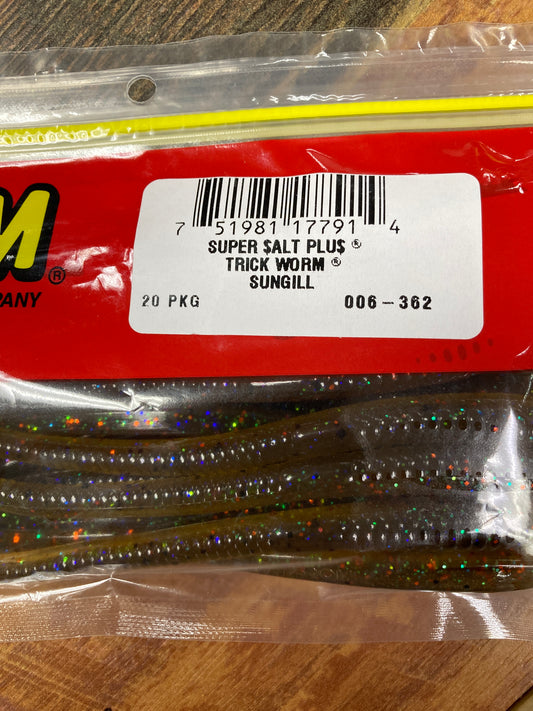 M®
PANY
7 51981 17791 4
SUPER $ALT PLU$ ®
TRICK WORM ®
SUNGILL
20 PKG 006-362